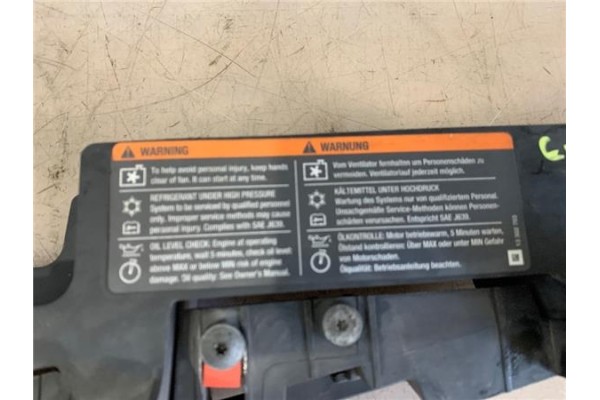 WARNING
To help avoid personal injury, keep hands
clear of fan. It can start at any time.
REFRIGERANT UNDER HIGH PRESSURE
System to be serviced by qualified personnel
only. Improper service methods may cause
personal injury. Complies with SAE J639.
OIL LEVEL CHECK: Engine at operating
temperature, wait 5 minutes, check oil level:
above MAX or below MIN risk of engine
damage. Oil quality: See Owner's Manual.
WARNUNG
Vom Ventilator fernhalten um Personenschäden zu
vermeiden. Ventilatorlauf jederzeit möglich.
KÄLTEMITTEL UNTER HOCHDRUCK
Wartung des Systems nur von qualifiziertem Personal.
Unsachgemäße Service-Methoden können Personen-
schäden verursachen. Entspricht SAE J639.
ÖLKONTROLLE: Motor betriebswarm, 5 Minuten warten,
Ölstand kontrollieren: Über MAX oder unter MIN Gefahr
von Motorschaden.
Ölqualität: Betriebsanleitung beachten.
GM